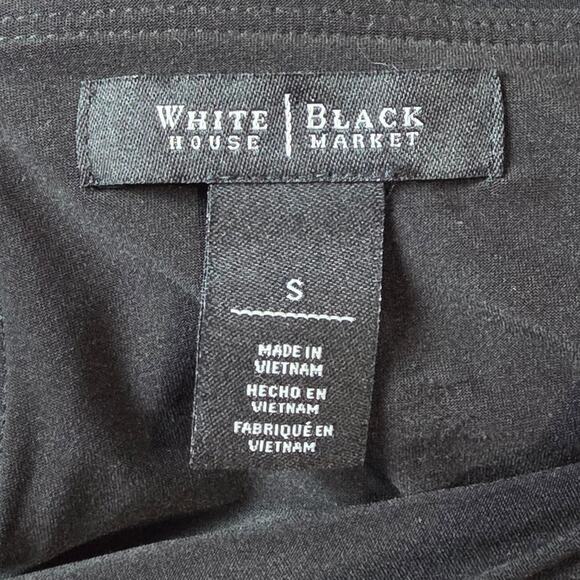 WHITE | BLACK
HOUSE | MARKET
S
MADE IN
VIETNAM
HECHO EN
VIETNAM
FABRIQUÉ EN
VIETNAM